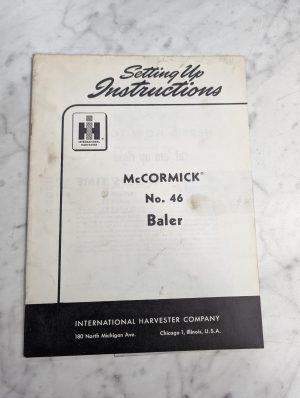 Setting Up
Instructions
IH
INTERNATIONAL
HARVESTER
McCORMICK®
No. 46
Baler
INTERNATIONAL HARVESTER COMPANY
180 North Michigan Ave. Chicago 1, Illinois, U.S.A.